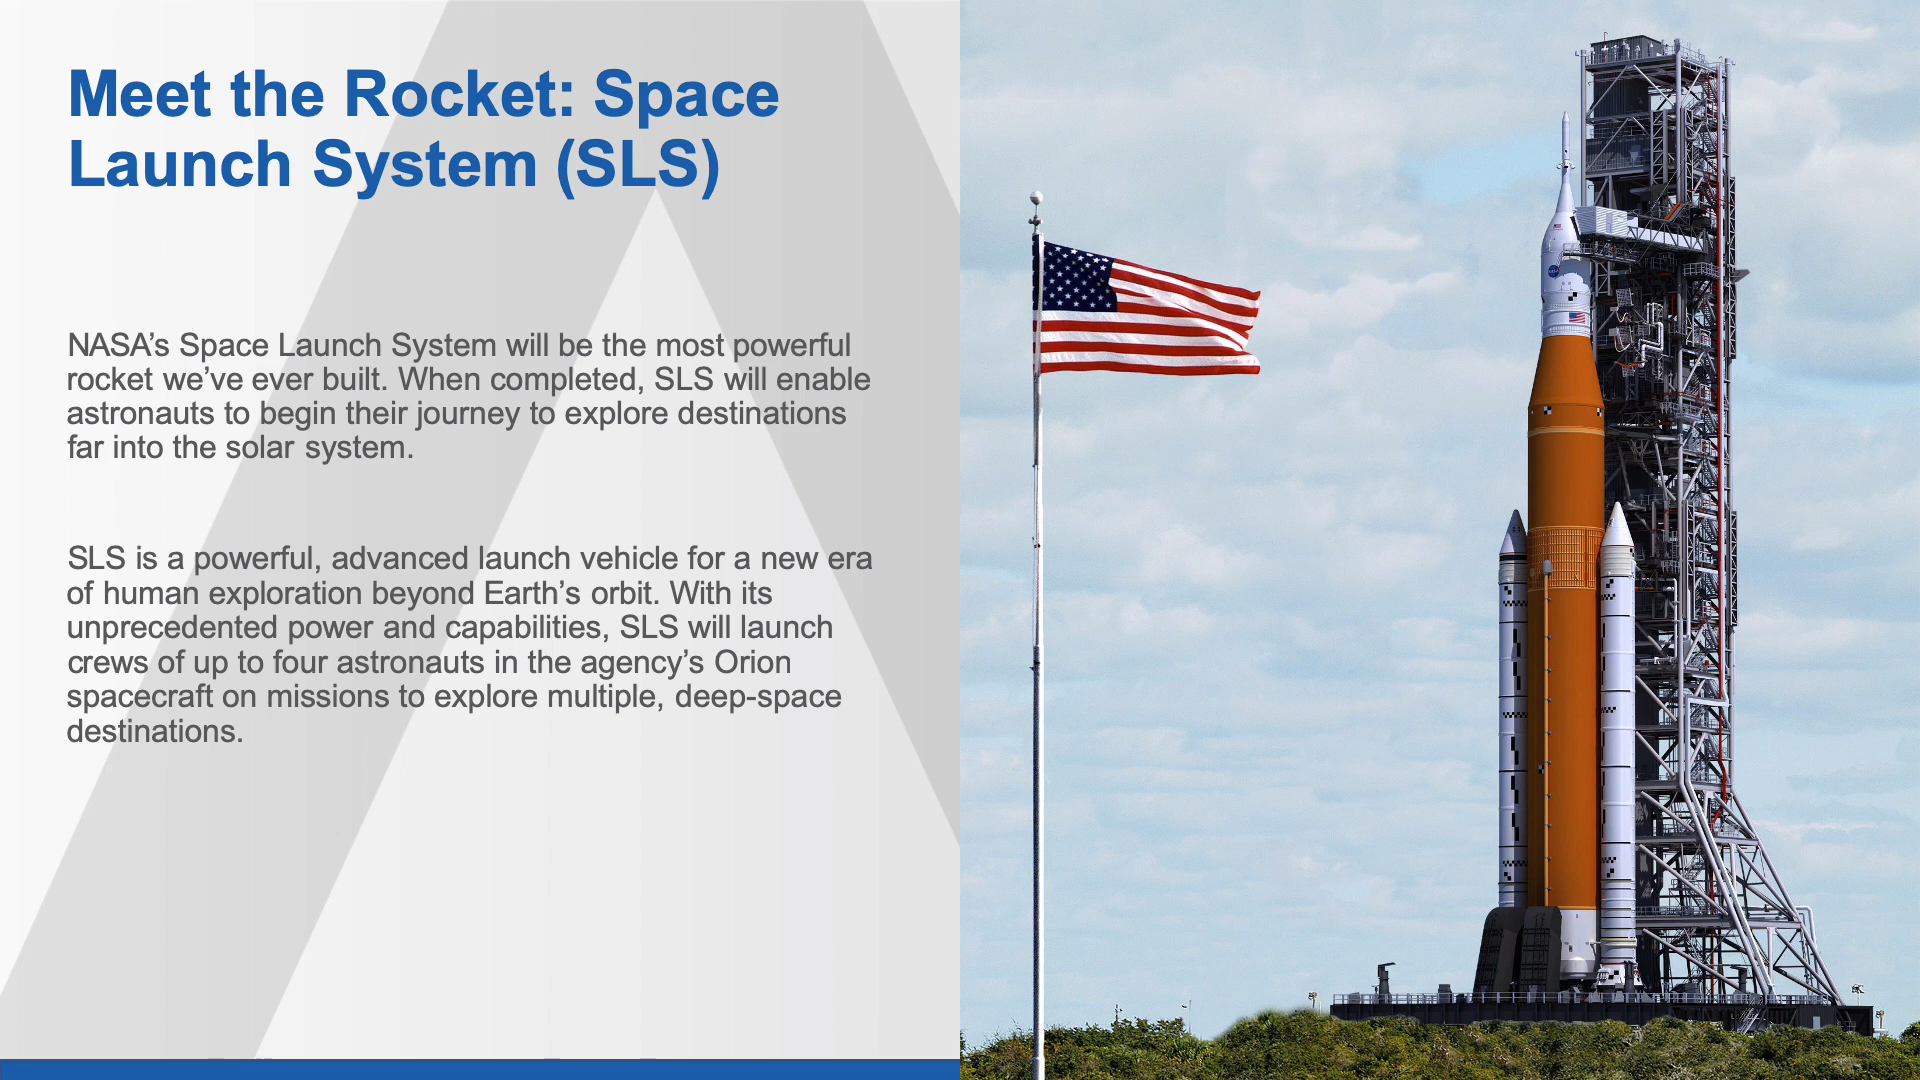 Meet the Rocket: Space
Launch System (SLS)
NASA’s Space Launch System will be the most powerful
rocket we’ve ever built. When completed, SLS will enable
astronauts to begin their journey to explore destinations
far into the solar system.
SLS is a powerful, advanced launch vehicle for a new era
of human exploration beyond Earth’s orbit. With its
unprecedented power and capabilities, SLS will launch
crews of up to four astronauts in the agency’s Orion
spacecraft on missions to explore multiple, deep-space
destinations.